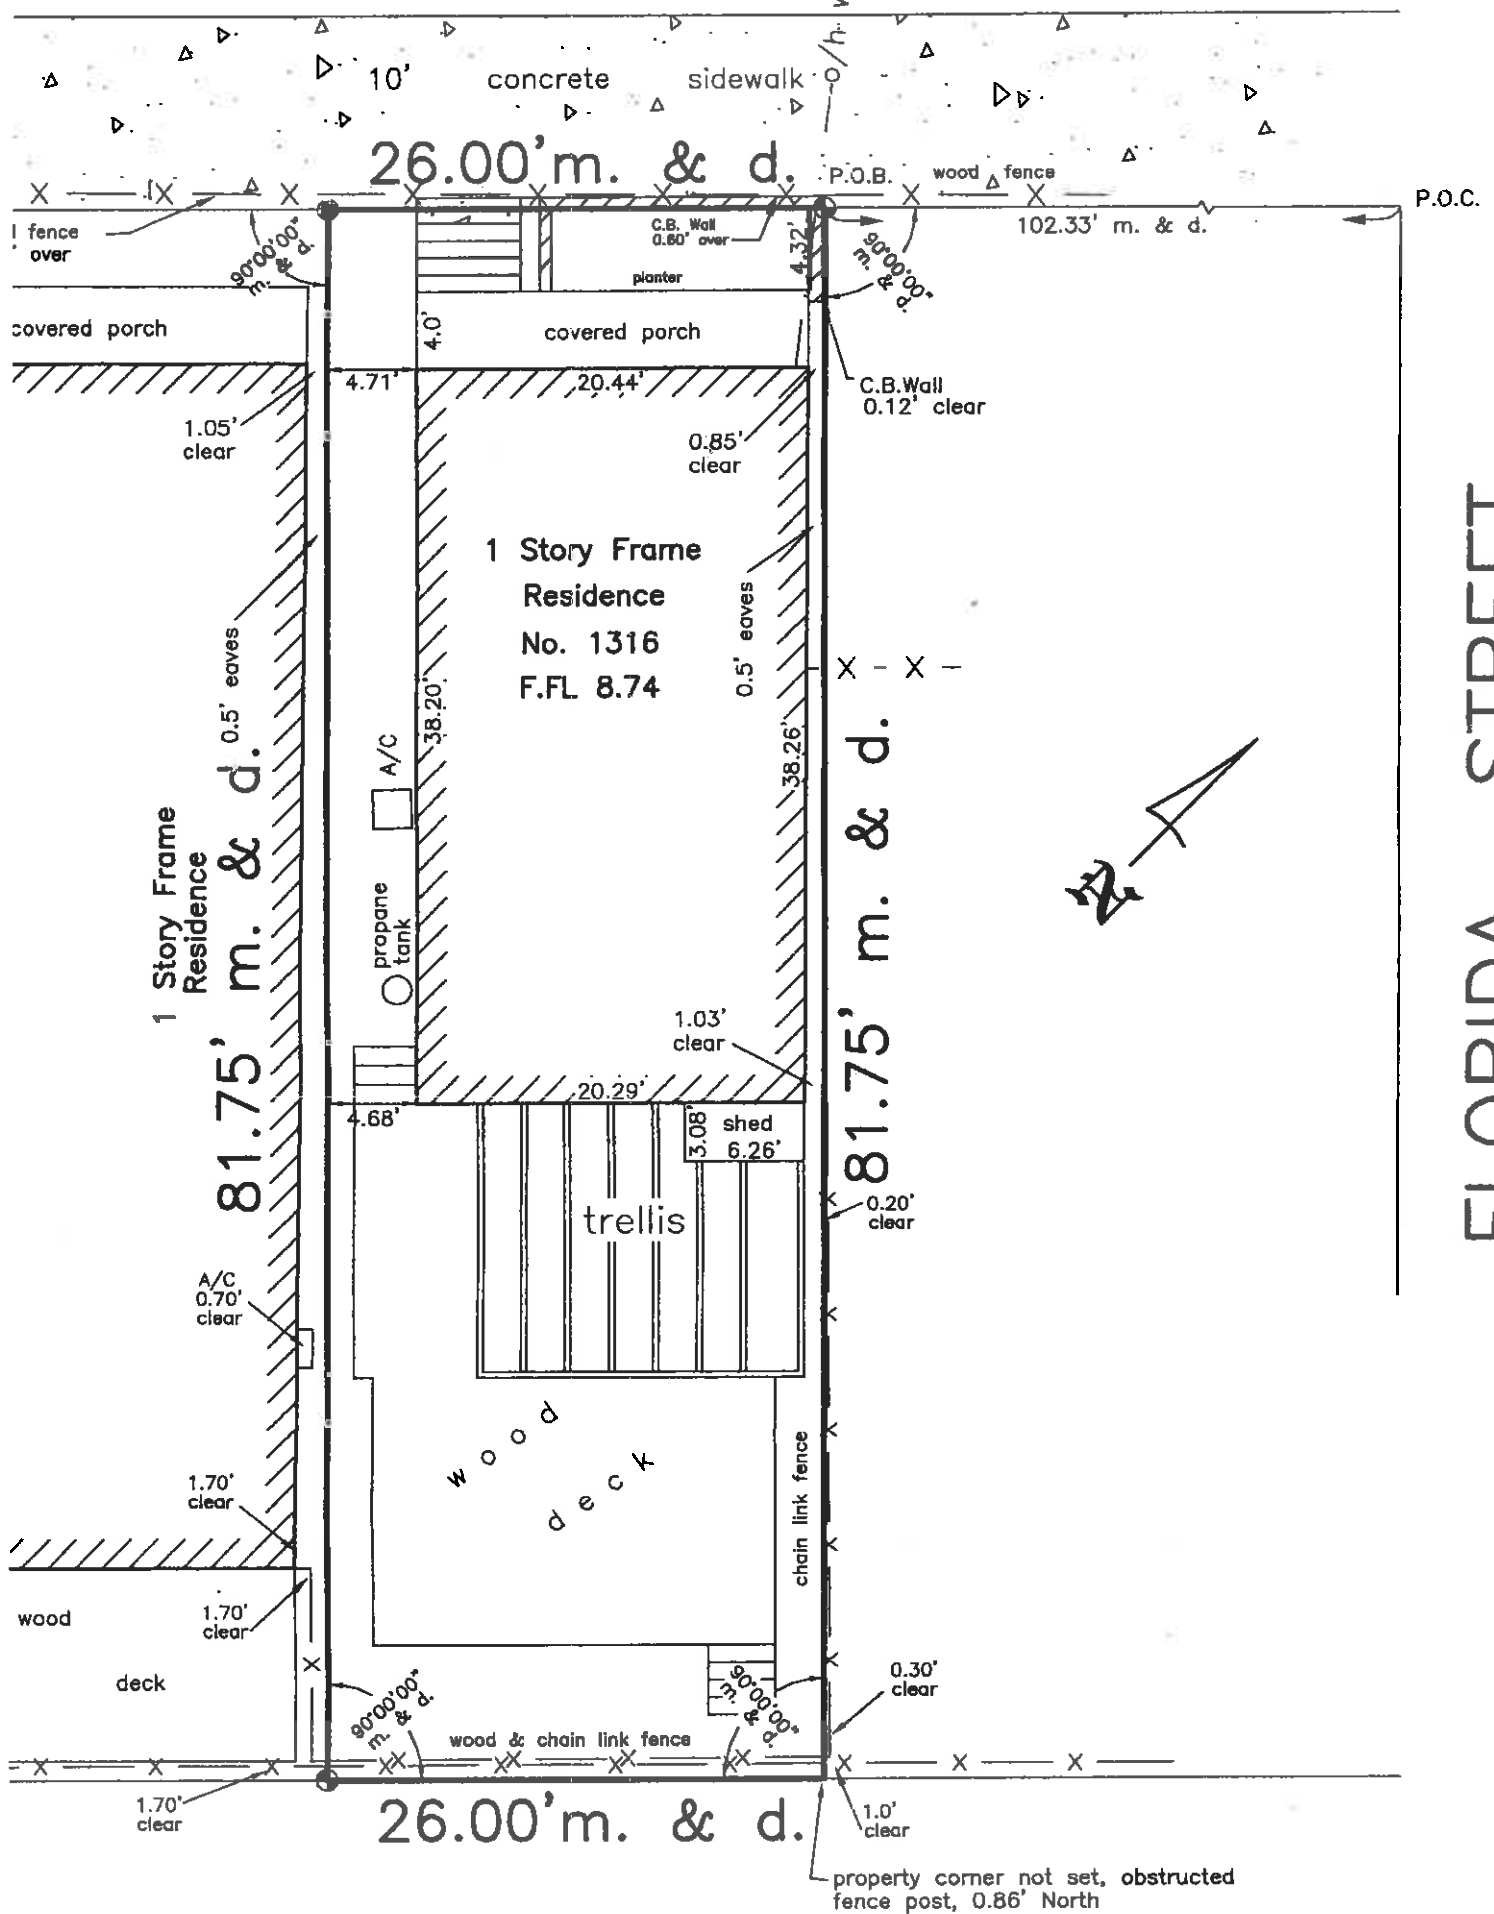 10' concrete sidewalk
o/h
26.00'm. & d.
P.O.B.
wood fence
P.O.C.
102.33' m. & d.
fence
over
90°00'00"
m. & d.
C.B. Wall
0.60' over
4.32'
90°00'00"
m. & d.
planter
covered porch
4.0'
covered porch
4.71'
20.44'
C.B.Wall
0.12' clear
1.05'
clear
0.85'
clear
1 Story Frame
Residence
No. 1316
F.FL 8.74
0.5' eaves
0.5' eaves
38.20'
38.26'
A/C
81.75' m. & d.
81.75' m. & d.
1 Story Frame
Residence
propane
tank
N
FLORIDA STREET
1.03'
clear
20.29'
4.68'
3.08'
shed
6.26'
trellis
0.20'
clear
A/C
0.70'
clear
wood
deck
chain link fence
1.70'
clear
1.70'
clear
wood
deck
90°00'00"
m. & d.
90°00'00"
m. & d.
0.30'
clear
wood & chain link fence
1.70'
clear
26.00'm. & d.
1.0'
clear
property corner not set, obstructed
fence post, 0.86' North